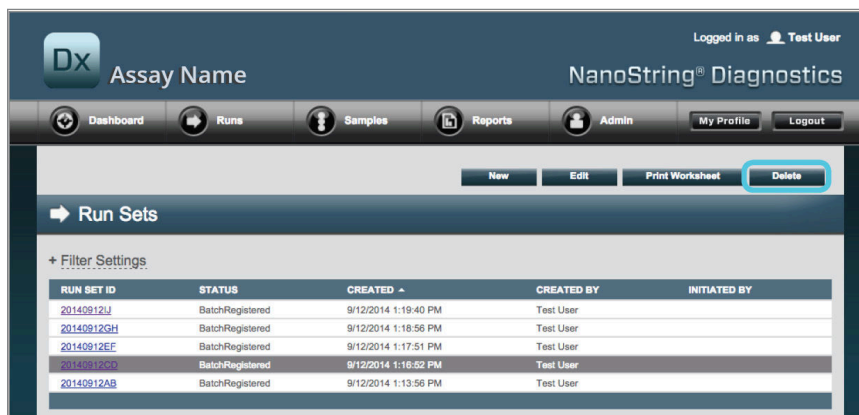 Logged in as Test User
Dx Assay Name NanoString® Diagnostics
Dashboard Runs Samples Reports Admin My Profile Logout
New Edit Print Worksheet Delete
Run Sets
+ Filter Settings
RUN SET ID STATUS CREATED CREATED BY INITIATED BY
20140912IJ BatchRegistered 9/12/2014 1:19:40 PM Test User
20140912GH BatchRegistered 9/12/2014 1:18:56 PM Test User
20140912EF BatchRegistered 9/12/2014 1:17:51 PM Test User
20140912CD BatchRegistered 9/12/2014 1:16:52 PM Test User
20140912AB BatchRegistered 9/12/2014 1:13:56 PM Test User